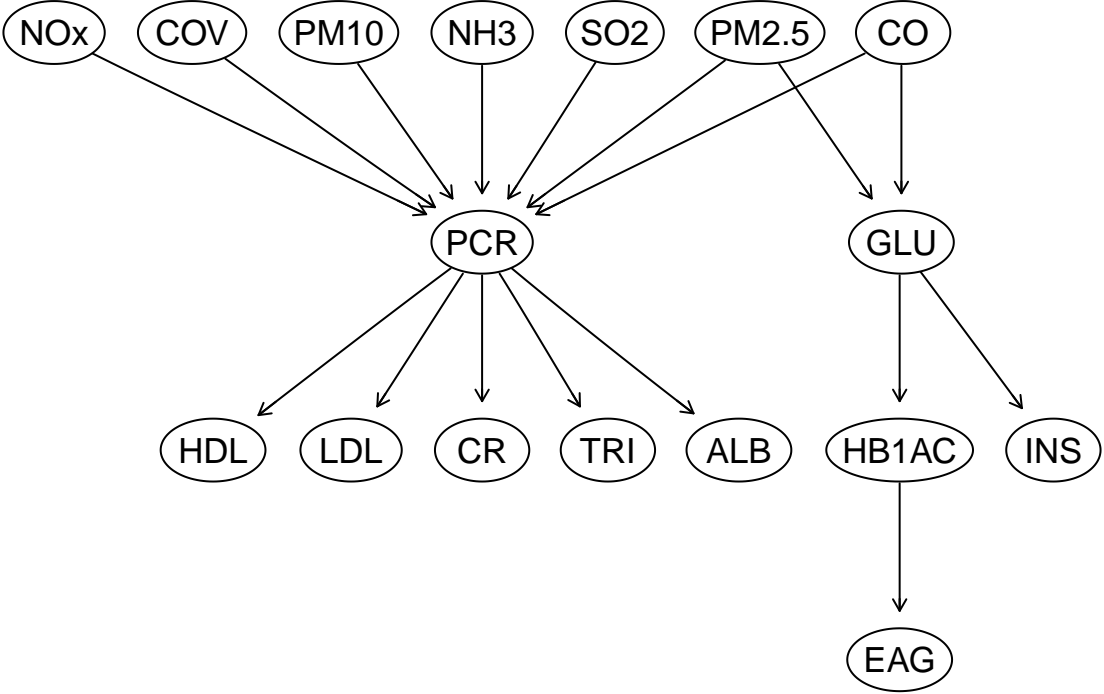 NOx COV PM10 NH3 SO2 PM2.5 CO
PCR GLU
HDL LDL CR TRI ALB HB1AC INS
EAG